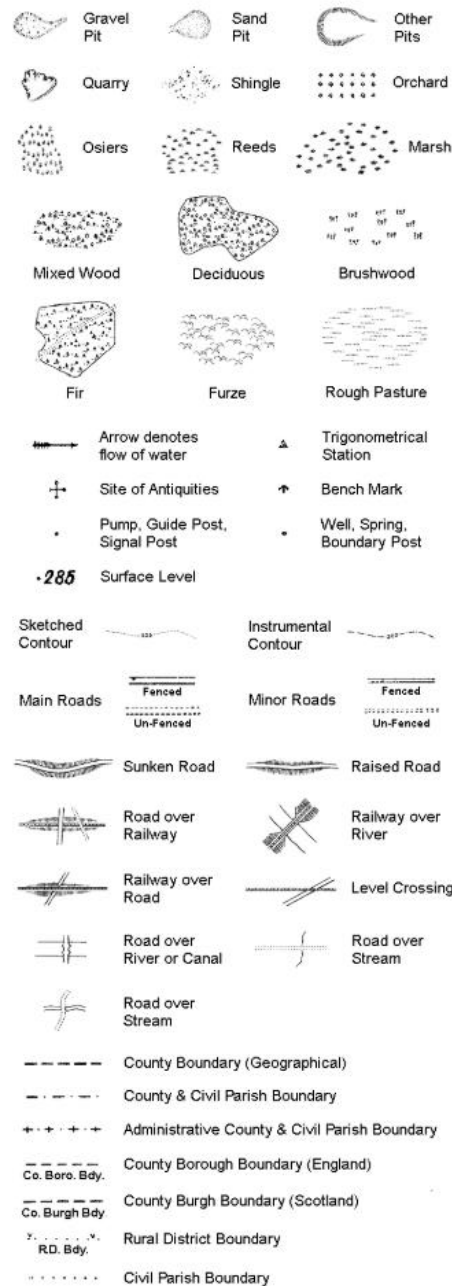 Gravel
Pit
Sand
Pit
Other
Pits
Quarry
Shingle
Orchard
Osiers
Reeds
Marsh
Mixed Wood
Deciduous
Brushwood
Fir
Furze
Rough Pasture
Arrow denotes
flow of water
Trigonometrical
Station
Site of Antiquities
Bench Mark
Pump, Guide Post,
Signal Post
Well, Spring,
Boundary Post
·285
Surface Level
Sketched
Contour
Instrumental
Contour
Main Roads
Fenced
Un-Fenced
Minor Roads
Fenced
Un-Fenced
Sunken Road
Raised Road
Road over
Railway
Railway over
River
Railway over
Road
Level Crossing
Road over
River or Canal
Road over
Stream
Road over
Stream
County Boundary (Geographical)
County & Civil Parish Boundary
Administrative County & Civil Parish Boundary
Co. Boro. Bdy.
County Borough Boundary (England)
Co. Burgh Bdy.
County Burgh Boundary (Scotland)
R.D. Bdy.
Rural District Boundary
Civil Parish Boundary